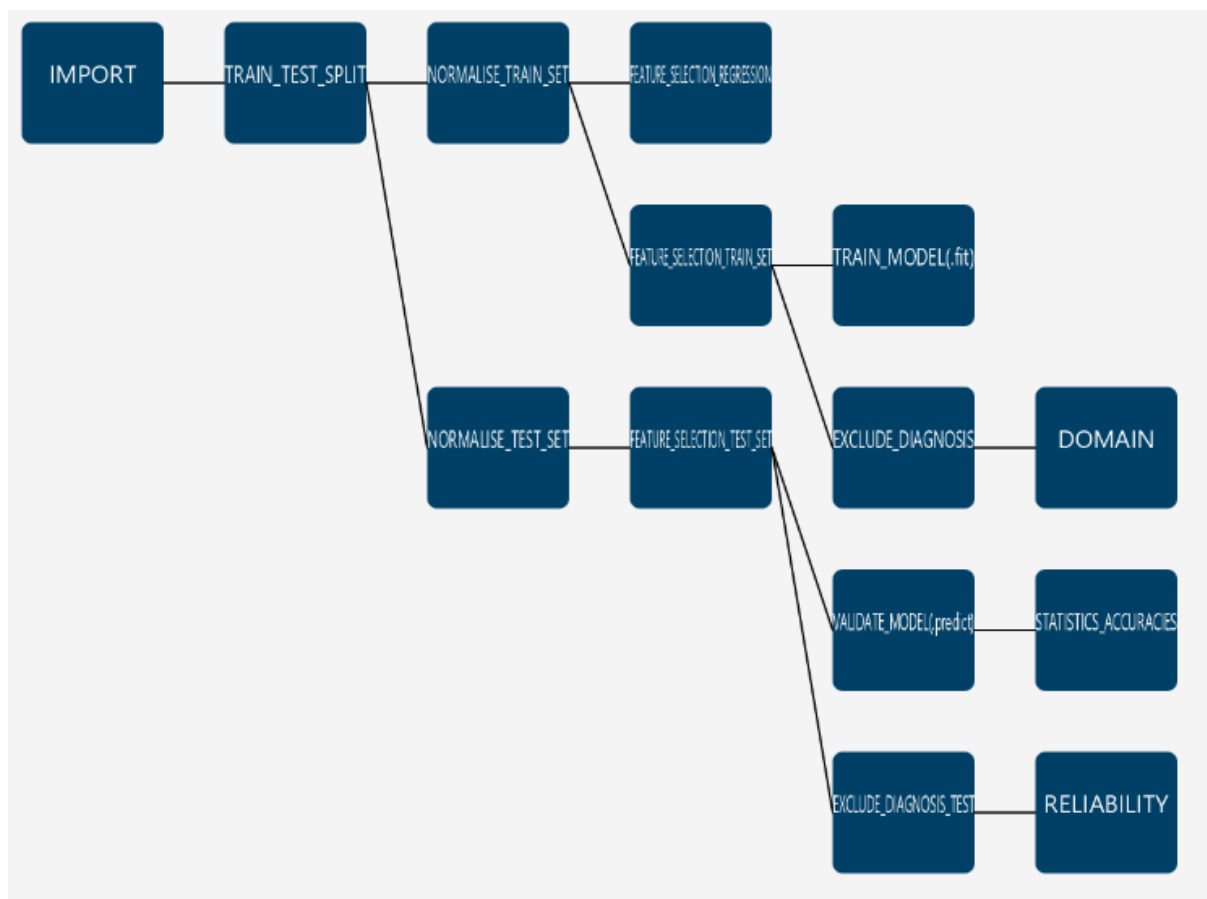 IMPORT
TRAIN_TEST_SPLIT
NORMALISE_TRAIN_SET
FEATURE_SELECTION_REGRESSION
FEATURE_SELECTION_TRAIN_SET
TRAIN_MODEL(.fit)
NORMALISE_TEST_SET
FEATURE_SELECTION_TEST_SET
EXCLUDE_DIAGNOSIS
DOMAIN
VALIDATE_MODEL(.predict)
STATISTICS_ACCURACIES
EXCLUDE_DIAGNOSIS_TEST
RELIABILITY